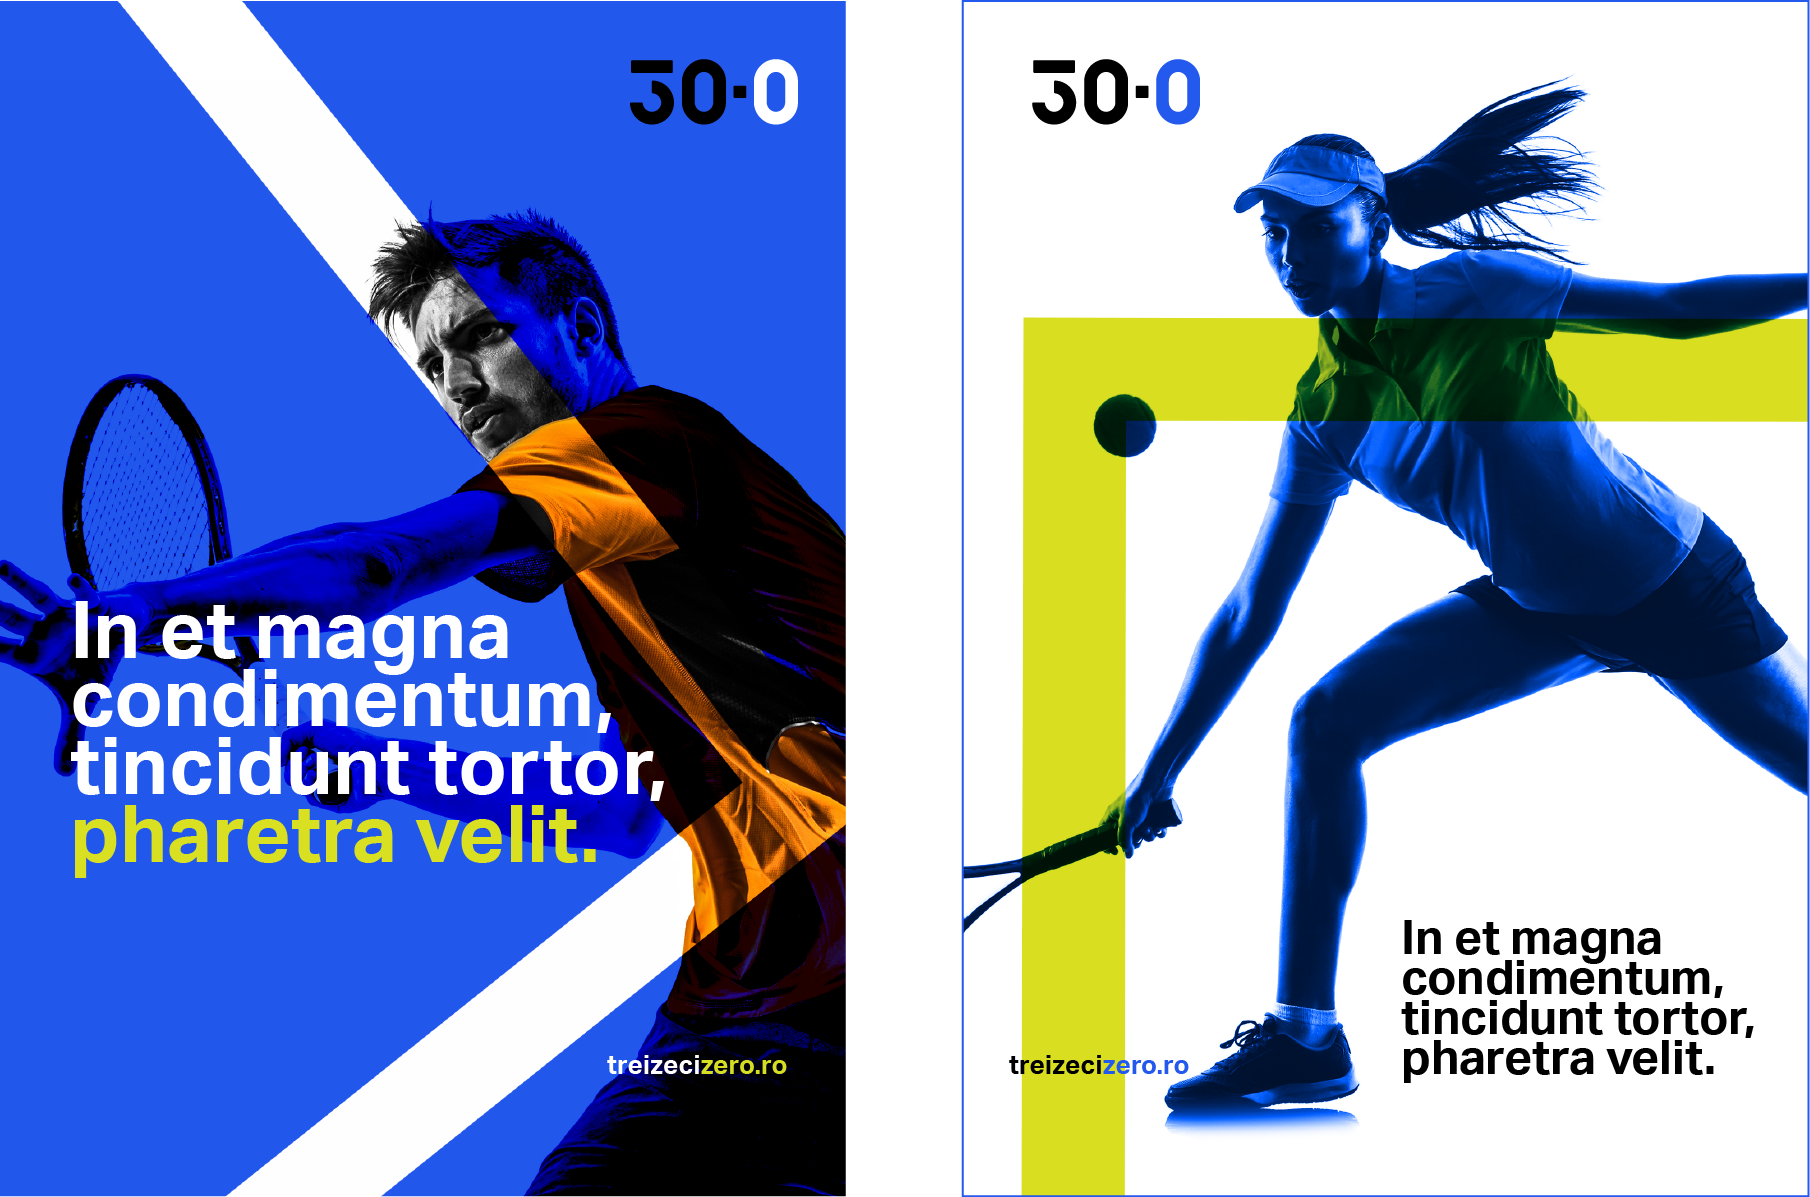 30·0
In et magna
condimentum,
tincidunt tortor,
pharetra velit.
treizecizero.ro
30·0
In et magna
condimentum,
tincidunt tortor,
pharetra velit.
treizecizero.ro